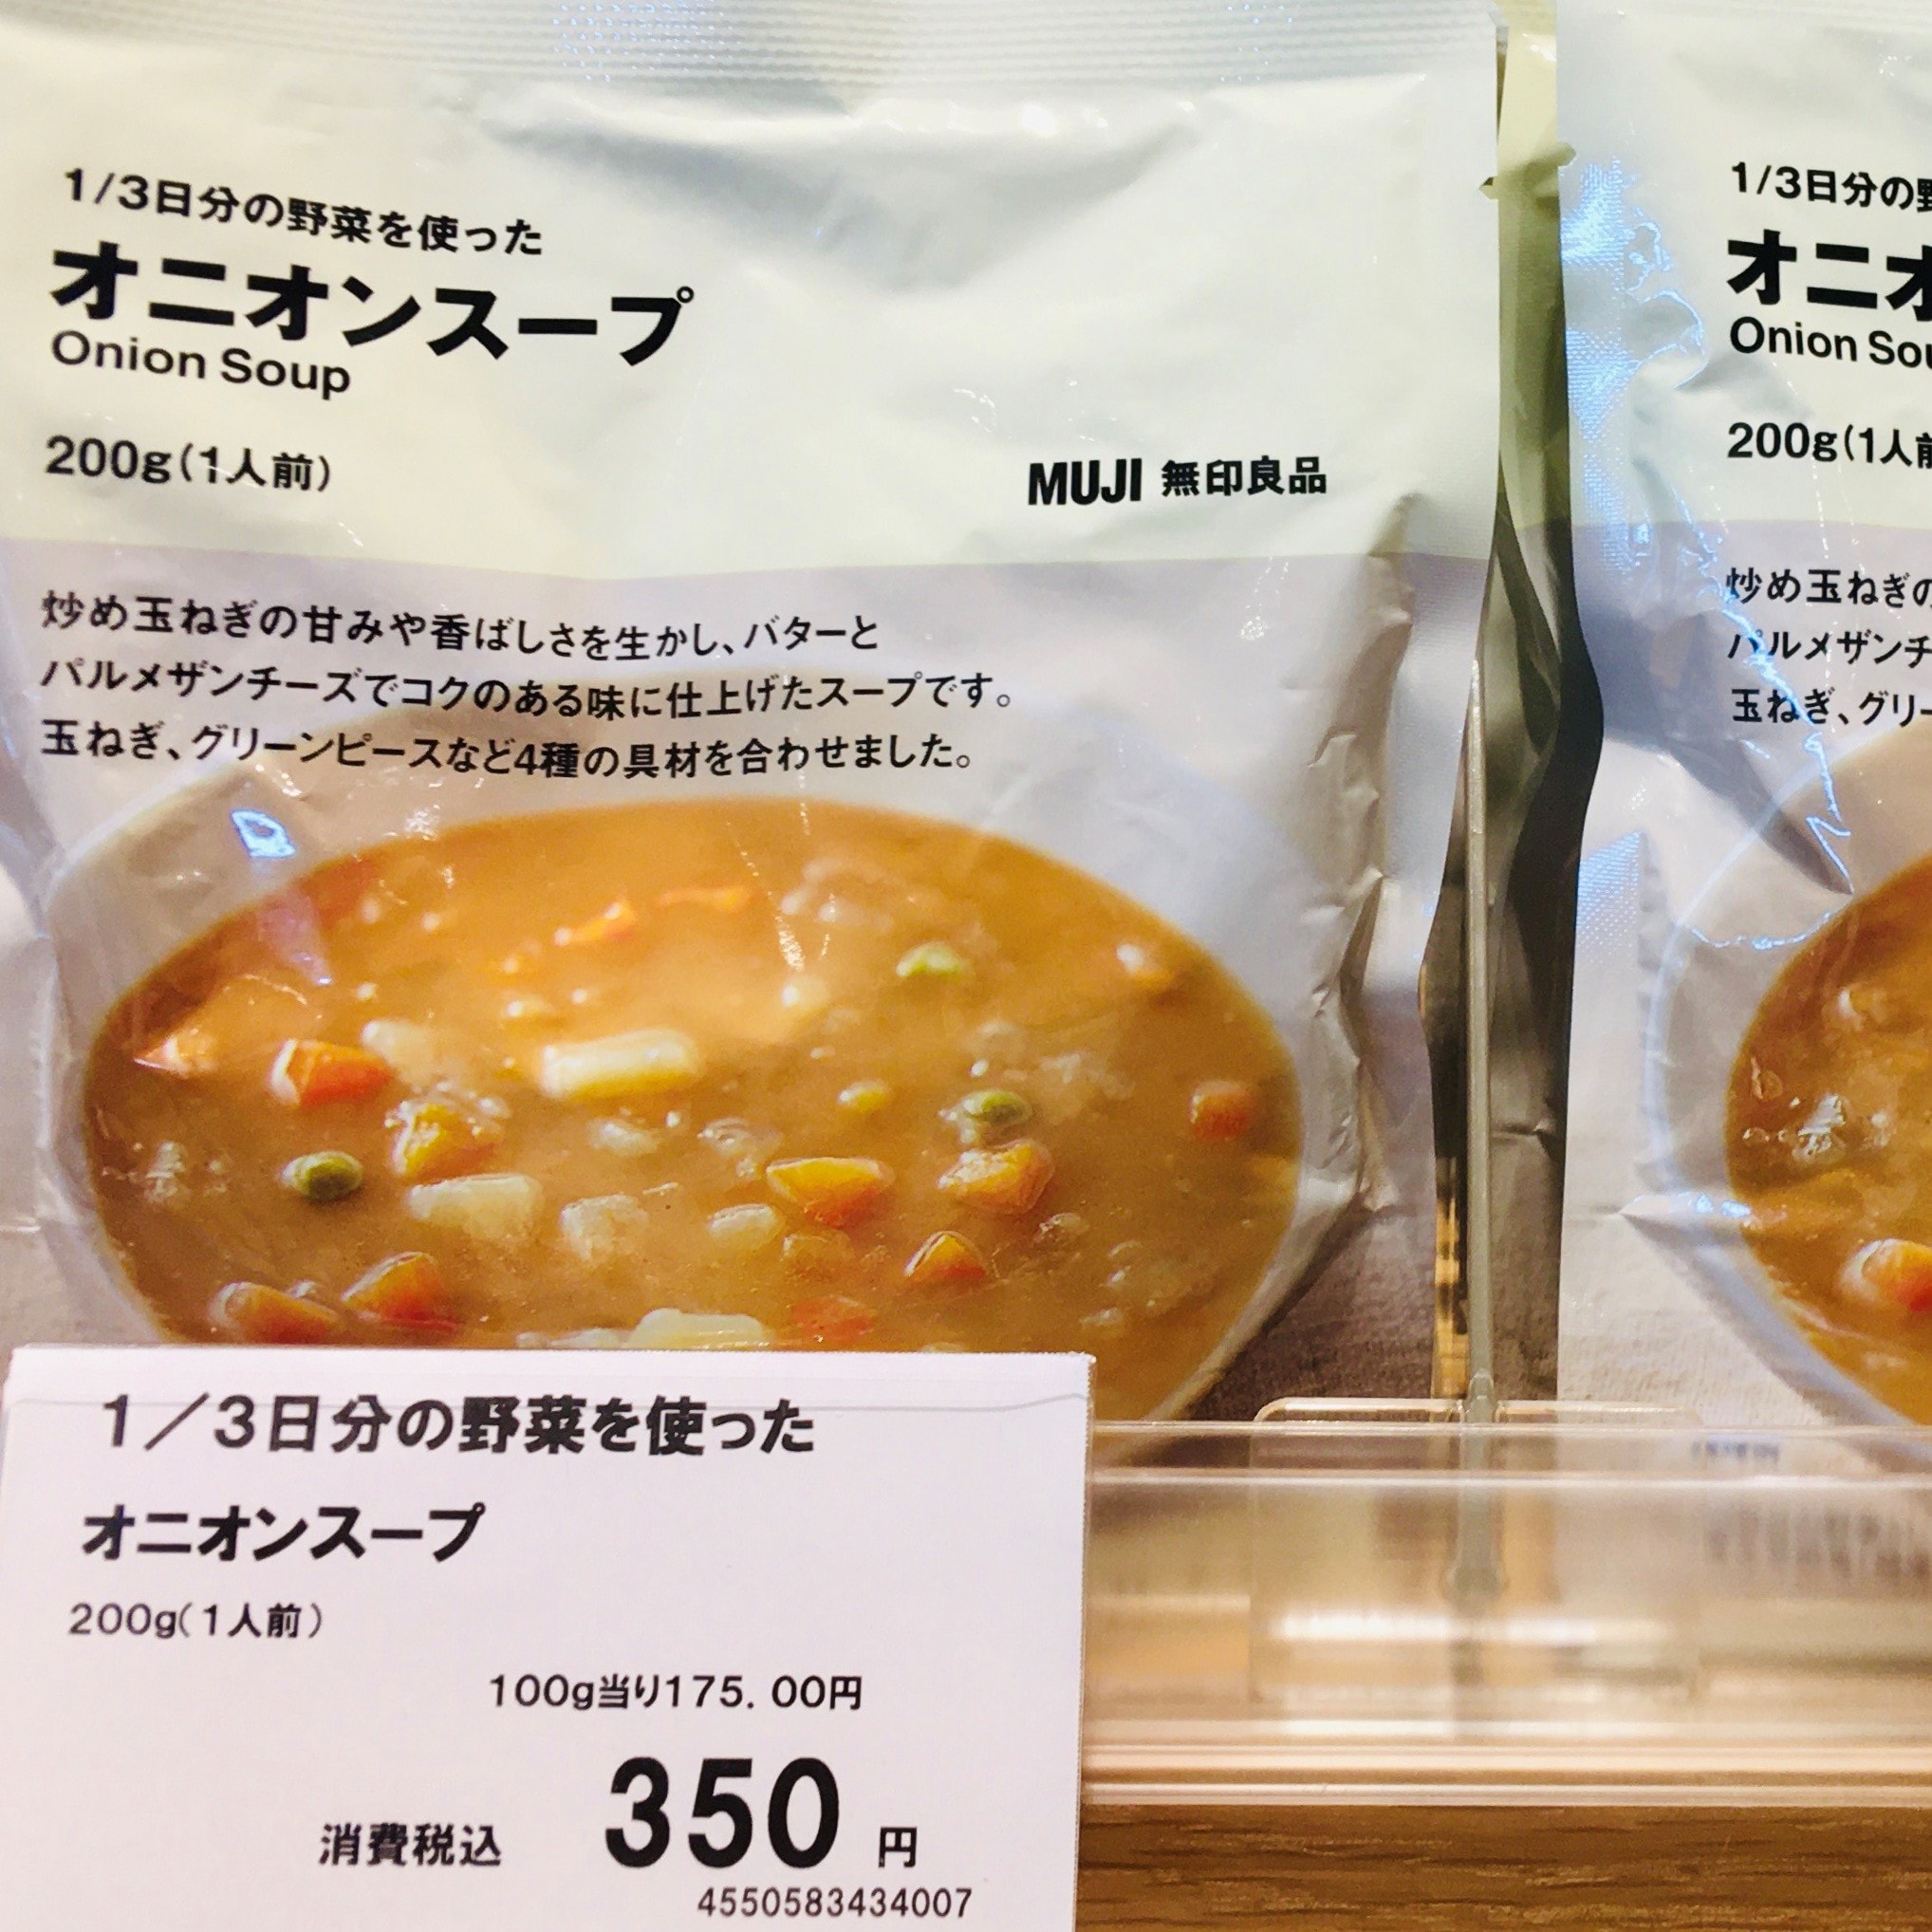 1/3日分の野菜を使った
オニオンスープ
Onion Soup
200g(1人前)
MUJI 無印良品
炒め玉ねぎの甘みや香ばしさを生かし、バターと
パルメザンチーズでコクのある味に仕上げたスープです。
玉ねぎ、グリーンピースなど4種の具材を合わせました。
1/3日分の
オニオ
Onion Sou
200g(1人前
炒め玉ねぎの
パルメザンチ
玉ねぎ、グリー
1／3日分の野菜を使った
オニオンスープ
200g(1人前)
100g当り175.00円
消費税込 350 円
4550583434007